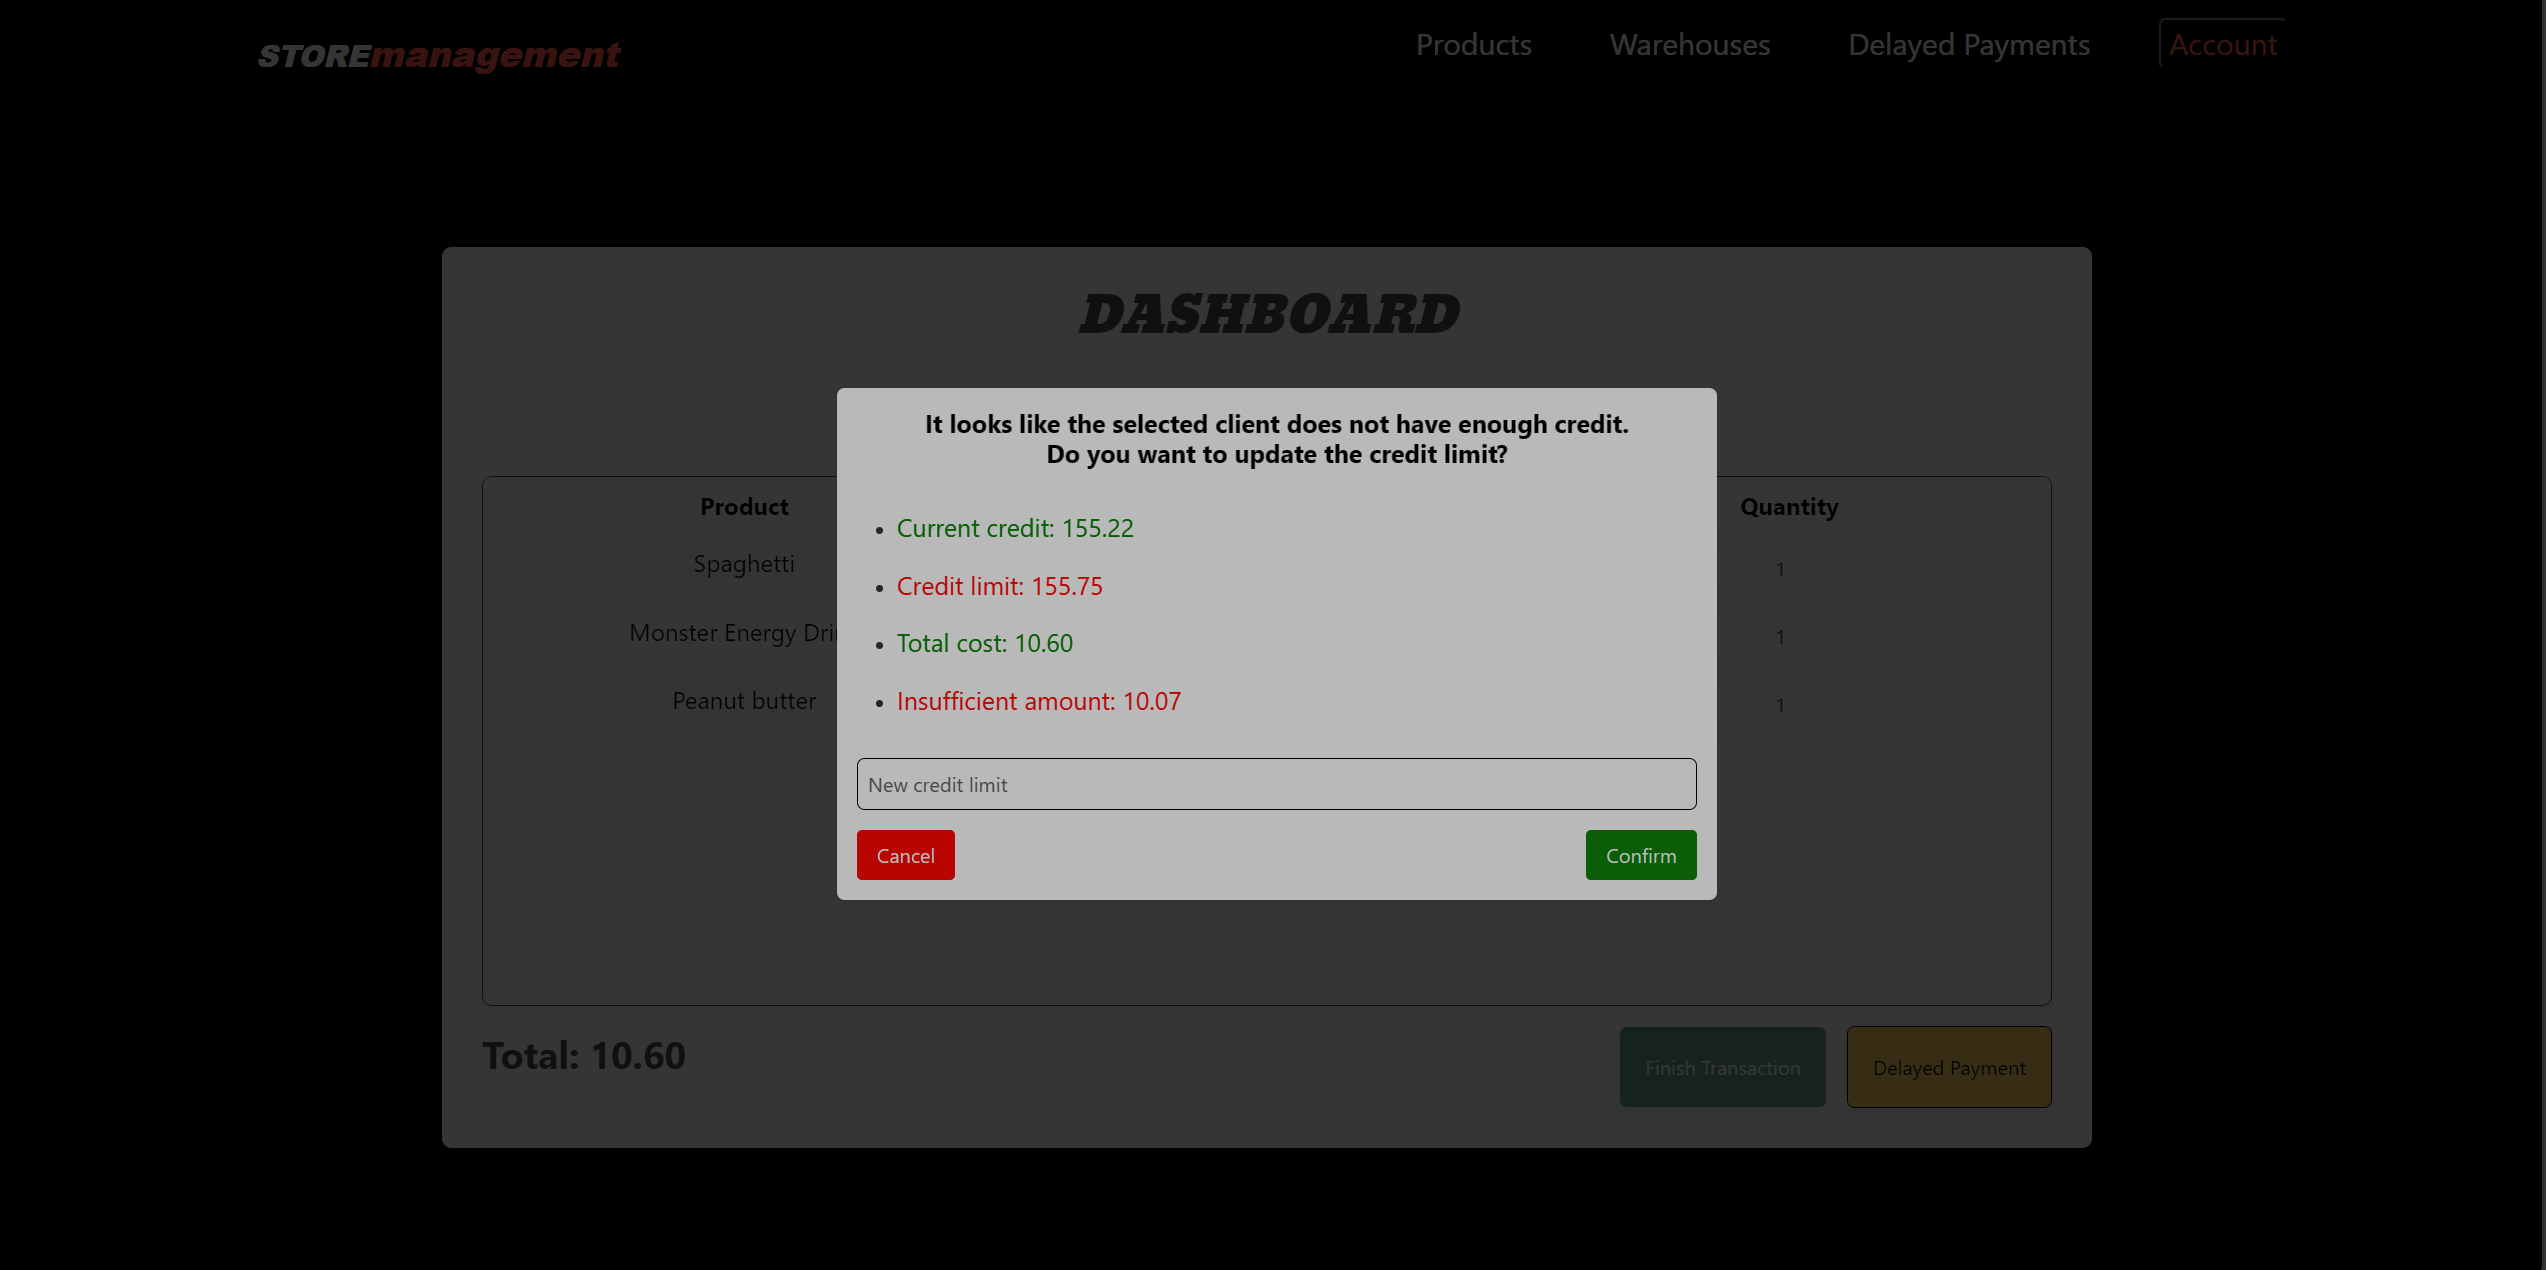 STOREmanagement
Products Warehouses Delayed Payments Account
DASHBOARD
It looks like the selected client does not have enough credit.
Do you want to update the credit limit?
Product Quantity
Current credit: 155.22
Spaghetti 1
Credit limit: 155.75
Monster Energy Dri 1
Total cost: 10.60
Peanut butter 1
Insufficient amount: 10.07
New credit limit
Cancel Confirm
Total: 10.60
Finish Transaction Delayed Payment